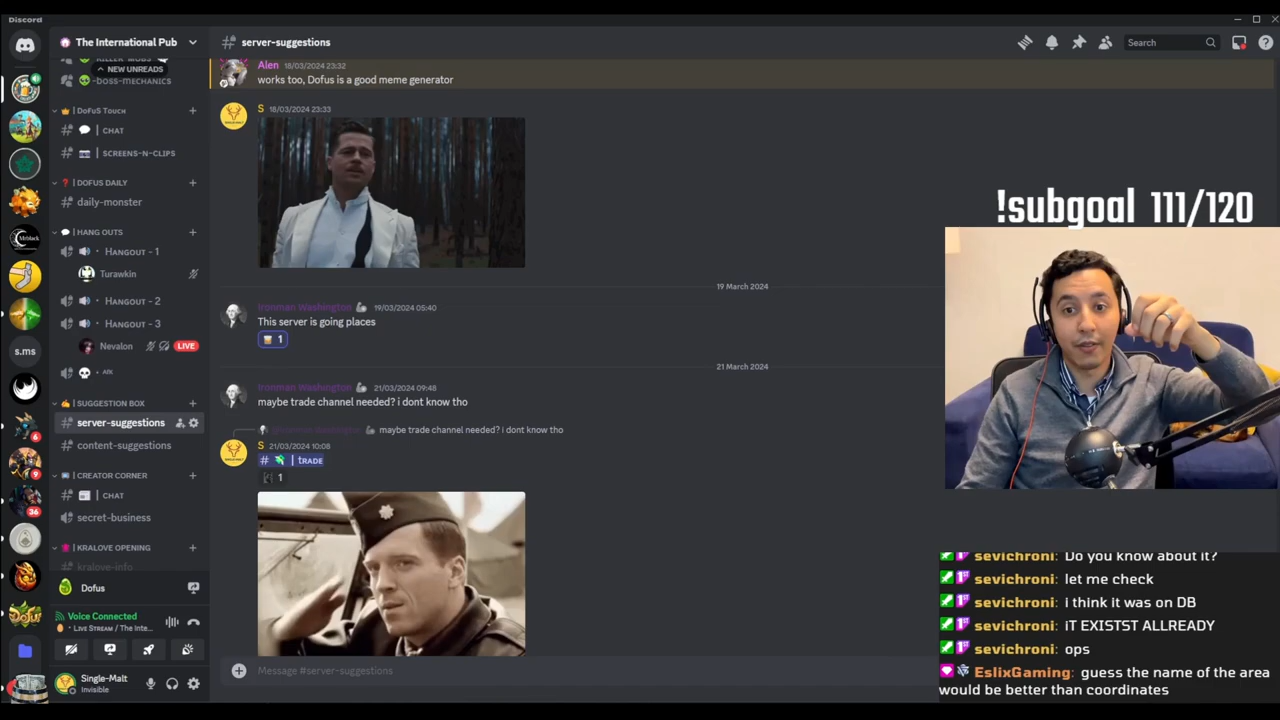 Discord
The International Pub
NEW UNREADS
-boss-mechanics
DoFuS Touch
CHAT
SCREENS-N-CLIPS
DOFUS DAILY
daily-monster
HANG OUTS
Hangout - 1
Turawkin
Hangout - 2
Hangout - 3
Nevalon
LIVE
AFK
SUGGESTION BOX
server-suggestions
content-suggestions
CREATOR CORNER
CHAT
secret-business
KRALOVE OPENING
kralove-info
Dofus
Voice Connected
Live Stream / The Inte...
Single-Malt
Invisible
6
9
36
Mrblack
s.ms
server-suggestions
Search
Alen 18/03/2024 23:32
works too, Dofus is a good meme generator
S 18/03/2024 23:33
19 March 2024
Ironman Washington 19/03/2024 05:40
This server is going places
1
21 March 2024
Ironman Washington 21/03/2024 09:48
maybe trade channel needed? i dont know tho
maybe trade channel needed? i dont know tho
S 21/03/2024 10:08
# | tRADE
1
Message #server-suggestions
!subgoal 111/120
sevichroni: Do you know about it?
sevichroni: let me check
sevichroni: i think it was on DB
sevichroni: iT EXISTST ALLREADY
sevichroni: ops
EslixGaming: guess the name of the area
would be better than coordinates